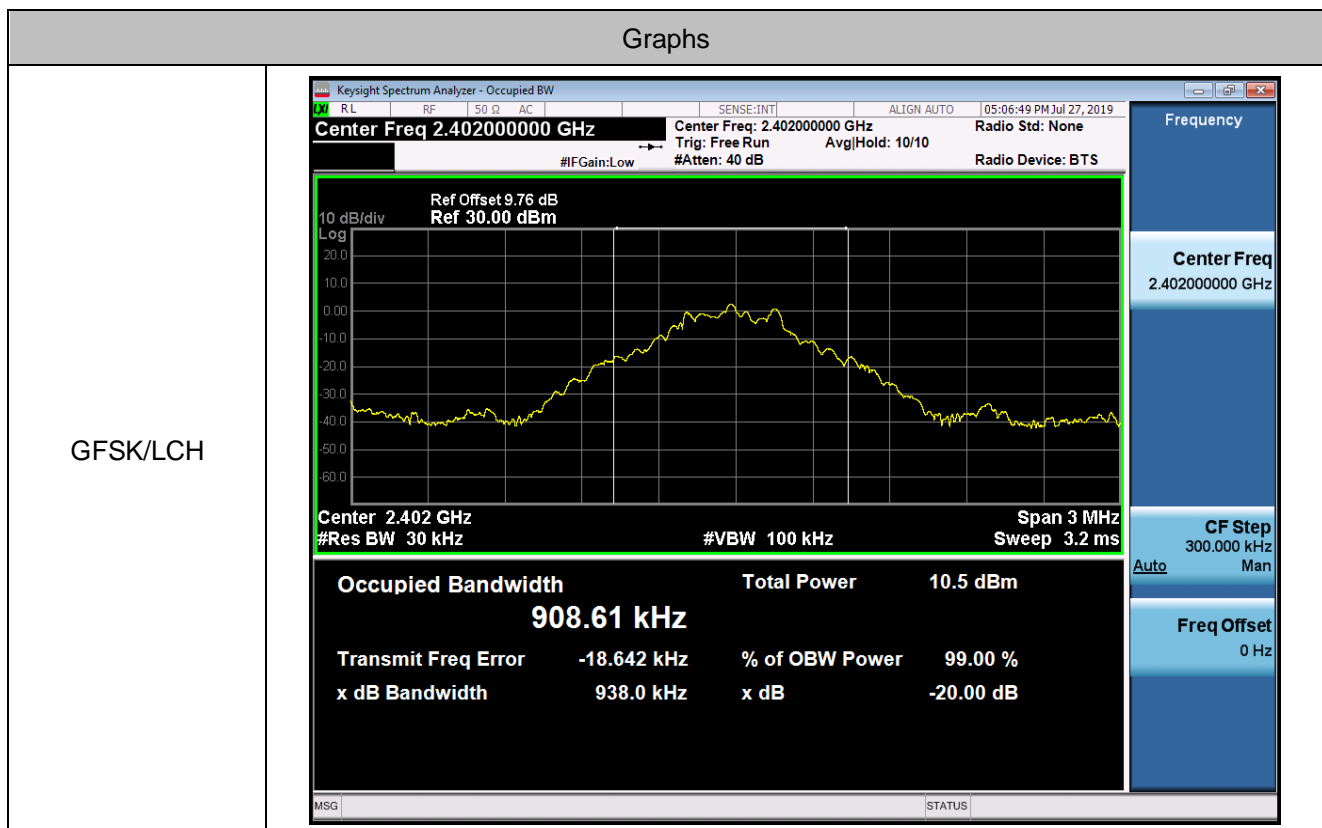 Graphs
GFSK/LCH
Keysight Spectrum Analyzer - Occupied BW
LXI RL RF 50 Ω AC SENSE:INT ALIGN AUTO 05:06:49 PM Jul 27, 2019
Center Freq 2.402000000 GHz
Center Freq: 2.402000000 GHz Radio Std: None
Trig: Free Run Avg|Hold: 10/10
#IFGain:Low #Atten: 40 dB Radio Device: BTS
Ref Offset 9.76 dB
10 dB/div Ref 30.00 dBm
Log
20.0
10.0
0.00
-10.0
-20.0
-30.0
-40.0
-50.0
-60.0
Center 2.402 GHz Span 3 MHz
#Res BW 30 kHz #VBW 100 kHz Sweep 3.2 ms
Occupied Bandwidth Total Power 10.5 dBm
908.61 kHz
Transmit Freq Error -18.642 kHz % of OBW Power 99.00 %
x dB Bandwidth 938.0 kHz x dB -20.00 dB
MSG STATUS
Frequency
Center Freq
2.402000000 GHz
CF Step
300.000 kHz
Auto Man
Freq Offset
0 Hz